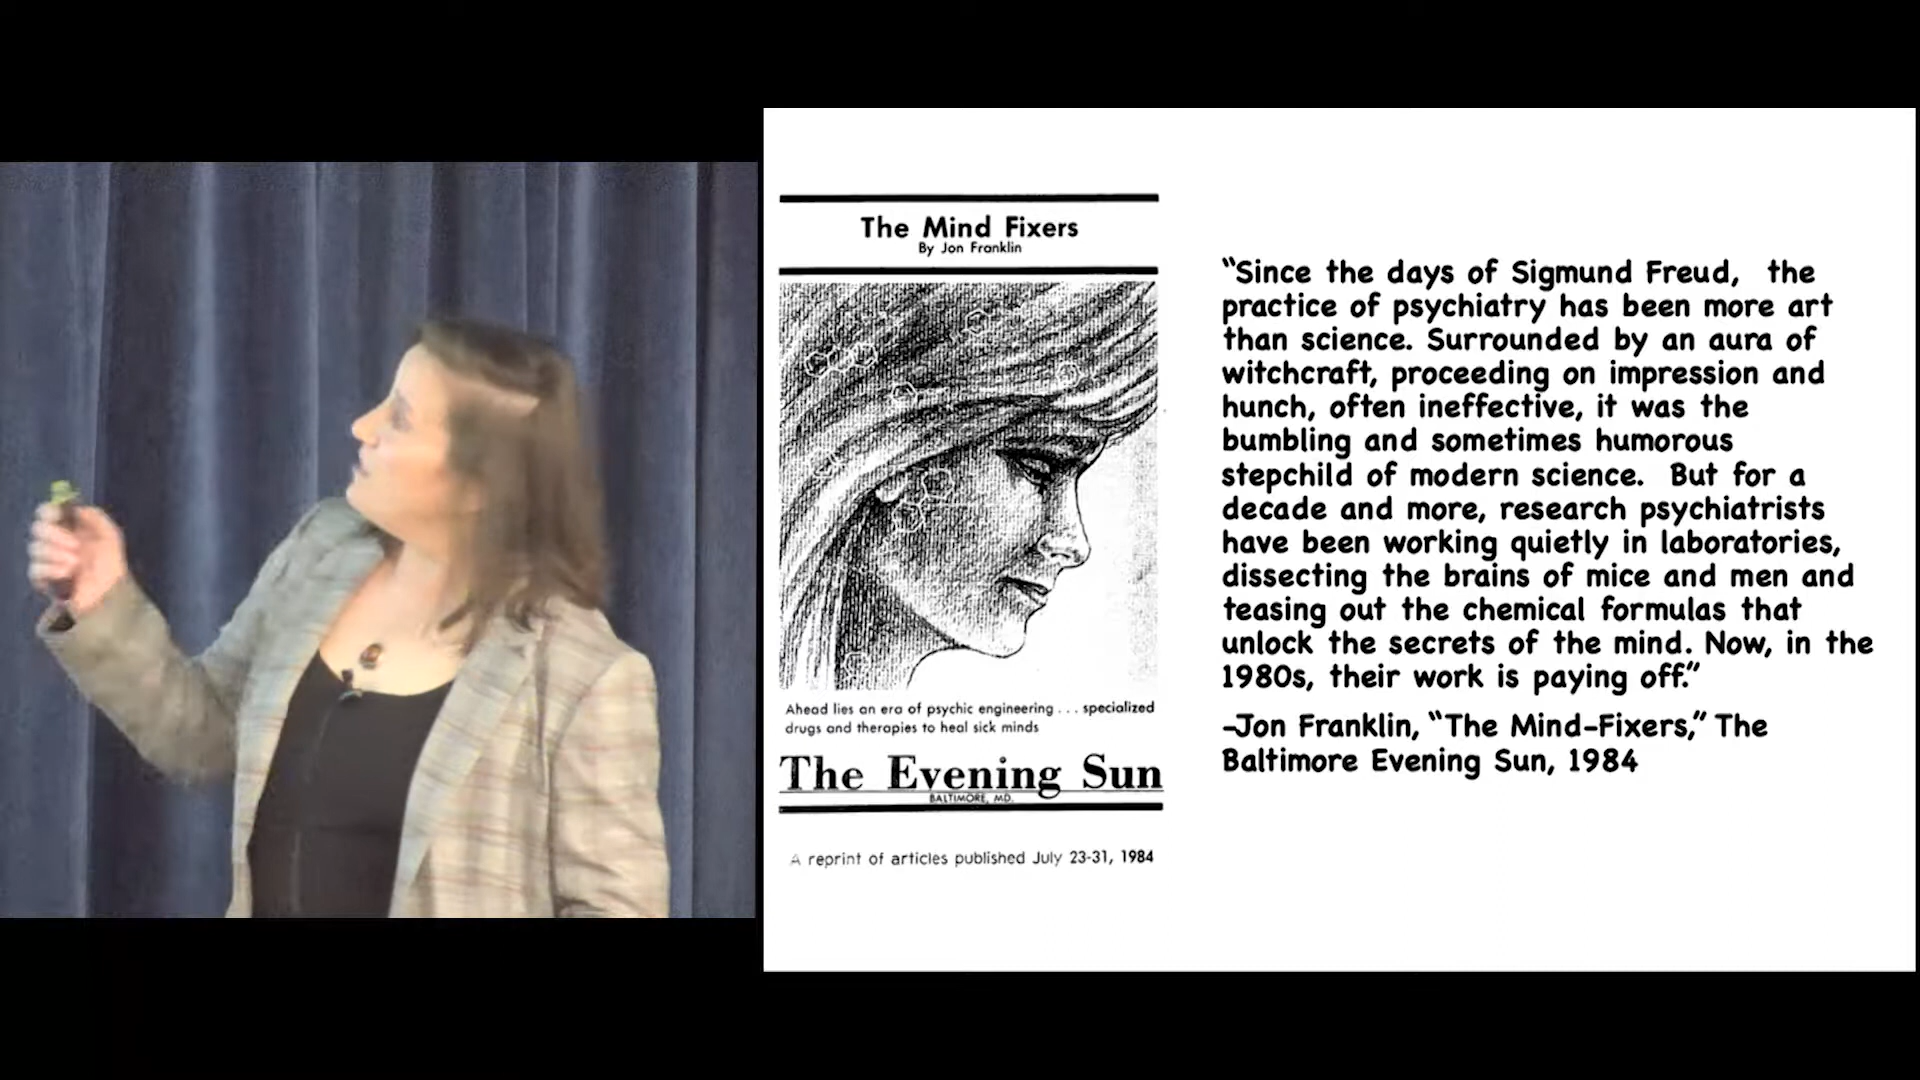 The Mind Fixers
By Jon Franklin
Ahead lies an era of psychic engineering . . . specialized
drugs and therapies to heal sick minds
The Evening Sun
BALTIMORE, MD.
A reprint of articles published July 23-31, 1984
“Since the days of Sigmund Freud, the
practice of psychiatry has been more art
than science. Surrounded by an aura of
witchcraft, proceeding on impression and
hunch, often ineffective, it was the
bumbling and sometimes humorous
stepchild of modern science. But for a
decade and more, research psychiatrists
have been working quietly in laboratories,
dissecting the brains of mice and men and
teasing out the chemical formulas that
unlock the secrets of the mind. Now, in the
1980s, their work is paying off.”
-Jon Franklin, “The Mind-Fixers,” The
Baltimore Evening Sun, 1984